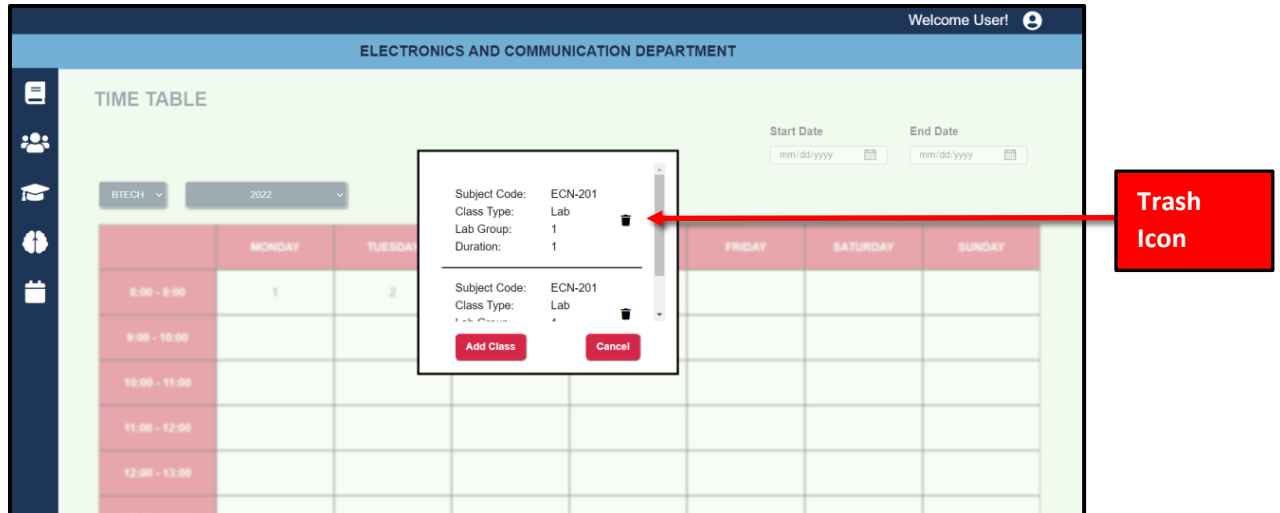 Welcome User!
ELECTRONICS AND COMMUNICATION DEPARTMENT
TIME TABLE
Start Date End Date
mm/dd/yyyy mm/dd/yyyy
BTECH 2022
Subject Code: ECN-201
Class Type: Lab
Lab Group: 1
Duration: 1
Subject Code: ECN-201
Class Type: Lab
Lab Group: 1
Add Class Cancel
MONDAY TUESDAY FRIDAY SATURDAY SUNDAY
8:00 - 9:00 1 2
9:00 - 10:00
10:00 - 11:00
11:00 - 12:00
12:00 - 13:00
Trash
Icon